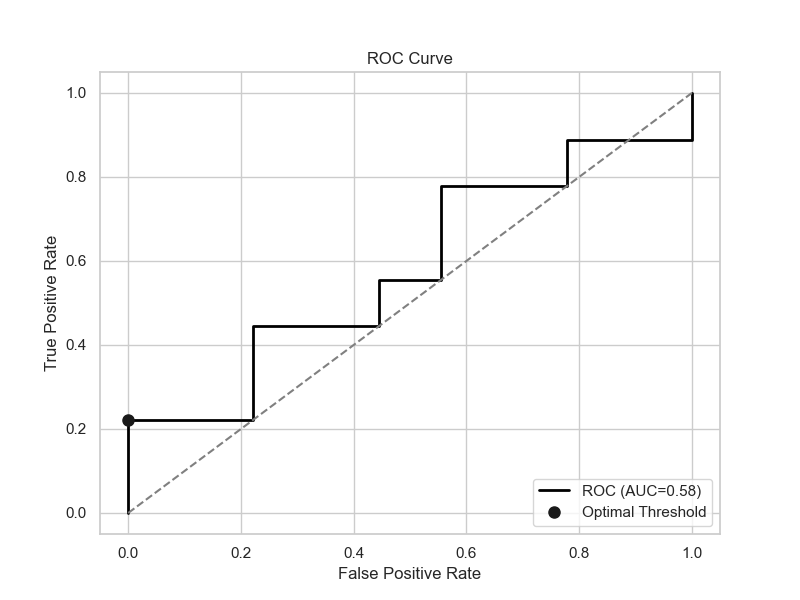 ROC Curve
True Positive Rate
1.0
0.8
0.6
0.4
0.2
0.0
0.0 0.2 0.4 0.6 0.8 1.0
False Positive Rate
ROC (AUC=0.58)
Optimal Threshold